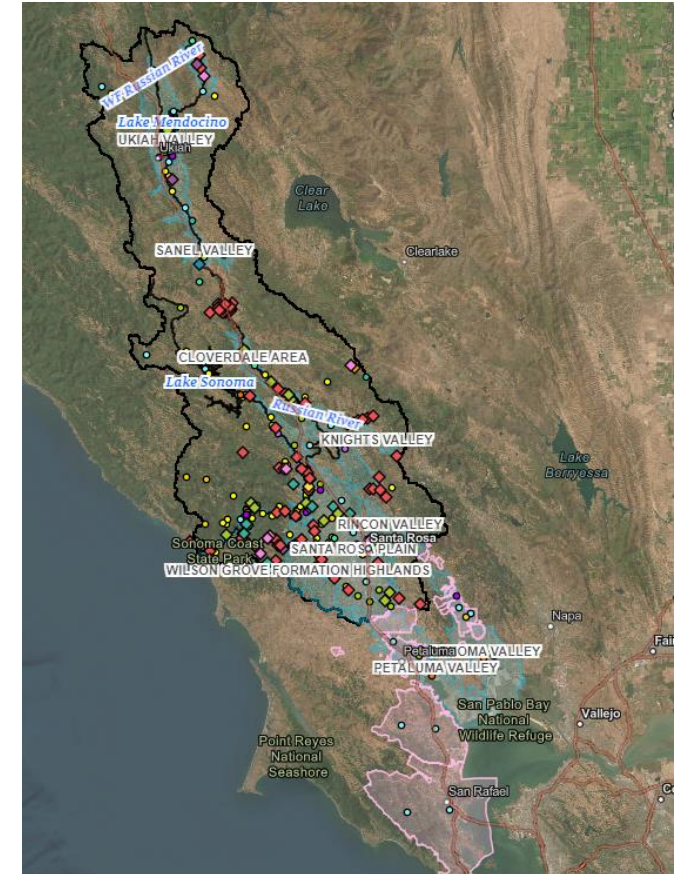 WF Russian River
Lake Mendocino
UKIAH VALLEY
Ukiah
Clear
Lake
SANEL VALLEY
Clearlake
CLOVERDALE AREA
Lake Sonoma
Russian River
KNIGHTS VALLEY
Lake
Berryessa
RINCON VALLEY
Santa Rosa
Sonoma Coast
State Park
SANTA ROSA PLAIN
WILSON GROVE FORMATION HIGHLANDS
Napa
Fair
Petaluma OMA VALLEY
PETALUMA VALLEY
San Pablo Bay
National
Wildlife Refuge
Vallejo
Point Reyes
National
Seashore
San Rafael
Co